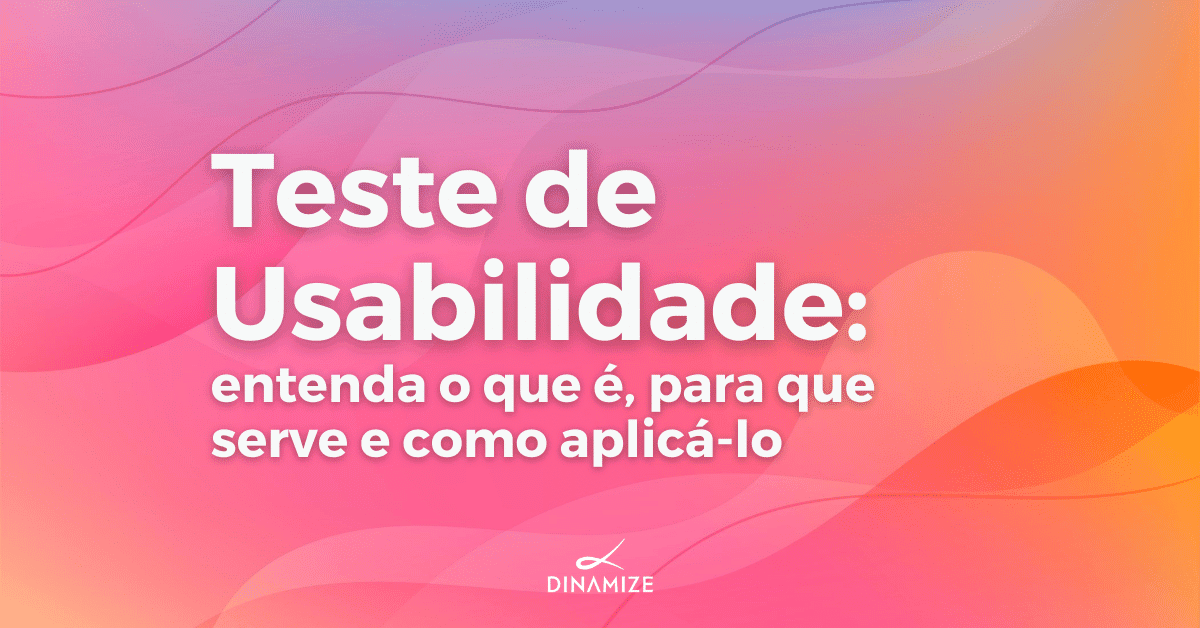 Teste de
Usabilidade:
entenda o que é, para que
serve e como aplicá-lo
DINAMIZE